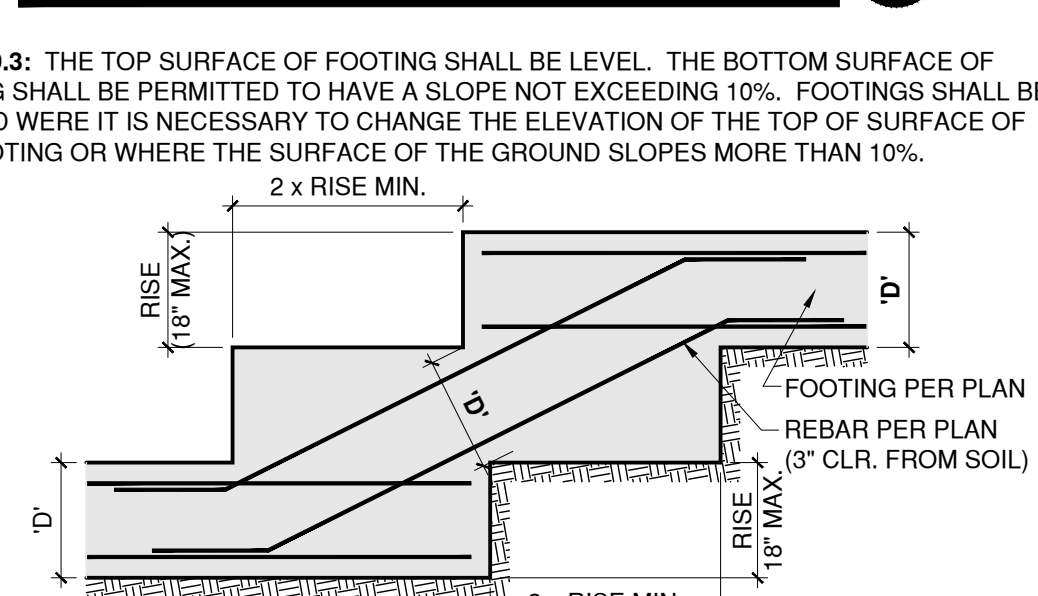 .3: THE TOP SURFACE OF FOOTING SHALL BE LEVEL. THE BOTTOM SURFACE OF
G SHALL BE PERMITTED TO HAVE A SLOPE NOT EXCEEDING 10%. FOOTINGS SHALL BE
D WERE IT IS NECESSARY TO CHANGE THE ELEVATION OF THE TOP OF SURFACE OF
OTING OR WHERE THE SURFACE OF THE GROUND SLOPES MORE THAN 10%.
2 x RISE MIN.
RISE
(18" MAX.)
'D'
'D'
FOOTING PER PLAN
REBAR PER PLAN
(3" CLR. FROM SOIL)
'D'
RISE
18" MAX.
2 x RISE MIN.